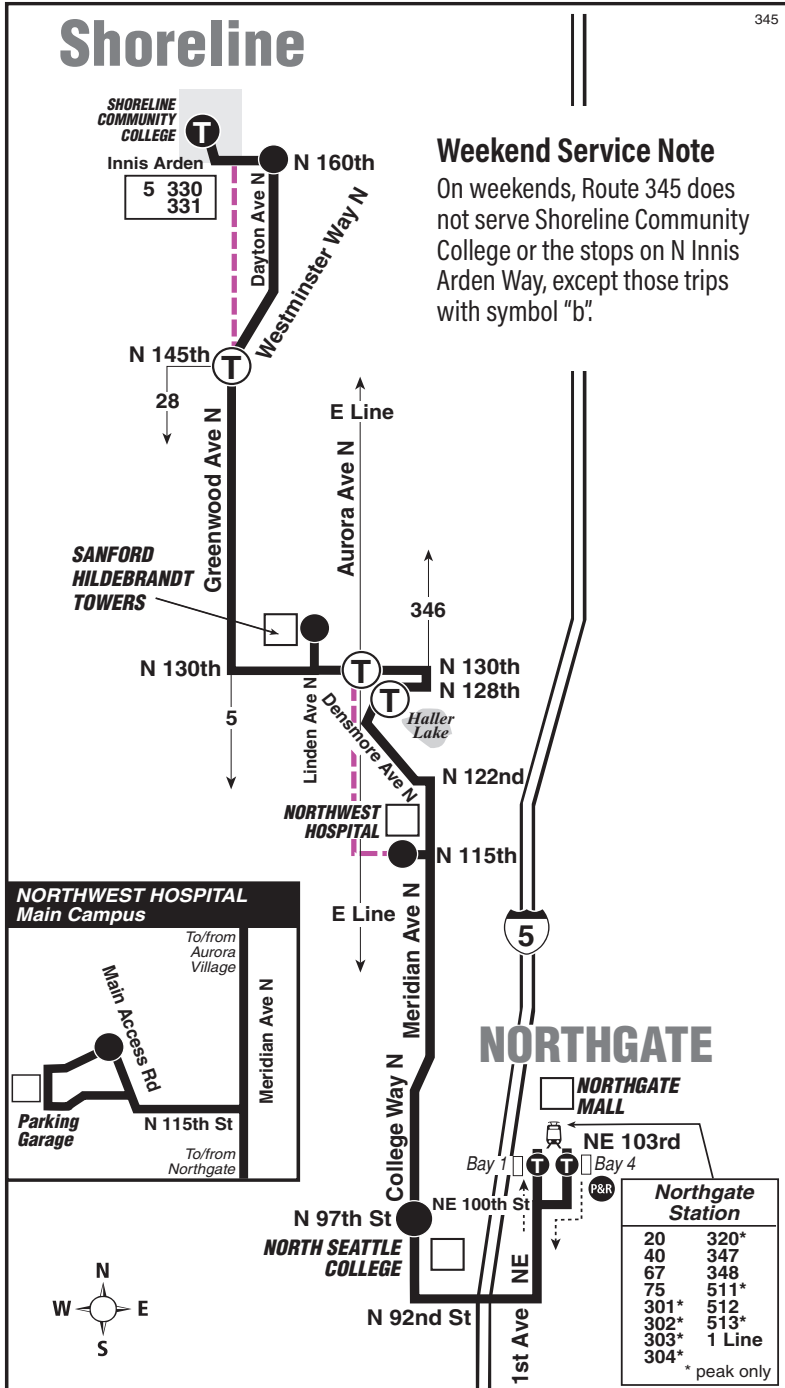 345
Shoreline
SHORELINE
COMMUNITY
COLLEGE
T
Innis Arden
N 160th
5 330
331
Dayton Ave N
Westminster Way N
Weekend Service Note
On weekends, Route 345 does
not serve Shoreline Community
College or the stops on N Innis
Arden Way, except those trips
with symbol "b".
N 145th
T
28
E Line
Greenwood Ave N
Aurora Ave N
SANFORD
HILDEBRANDT
TOWERS
346
N 130th
T
N 130th
N 128th
T
Haller
Lake
5
Linden Ave N
Densmore Ave N
N 122nd
NORTHWEST
HOSPITAL
N 115th
E Line
Meridian Ave N
5
NORTHWEST HOSPITAL
Main Campus
To/from
Aurora
Village
Main Access Rd
Meridian Ave N
Parking
Garage
N 115th St
To/from
Northgate
NORTHGATE
NORTHGATE
MALL
NE 103rd
Bay 1
T
T
Bay 4
P&R
College Way N
NE 100th St
N 97th St
NORTH SEATTLE
COLLEGE
N 92nd St
1st Ave NE
Northgate
Station
20 320*
40 347
67 348
75 511*
301* 512
302* 513*
303* 1 Line
304*
* peak only
N
W E
S